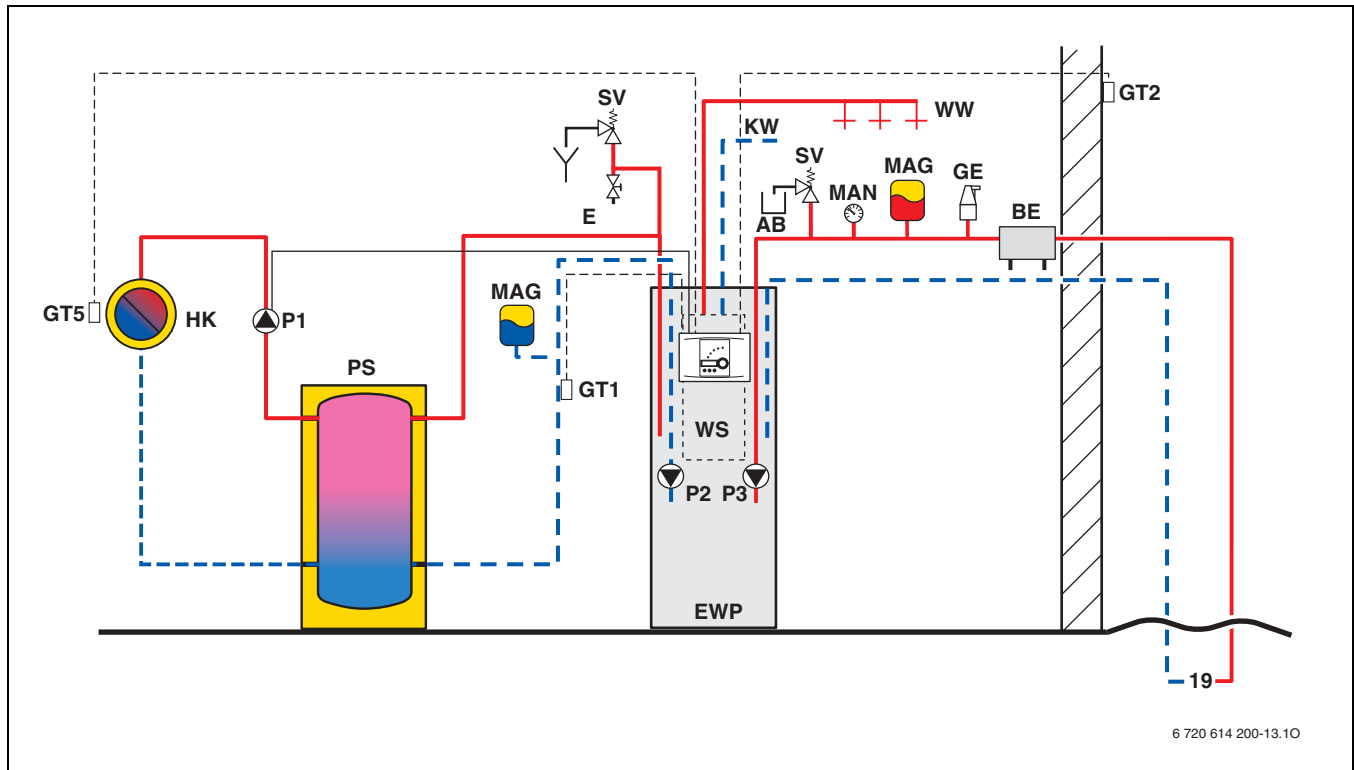 SV
GT2
WW
KW
SV
MAG
GE
MAN
BE
E
AB
MAG
GT5
HK
P1
PS
GT1
WS
P2
P3
EWP
19
6 720 614 200-13.1O